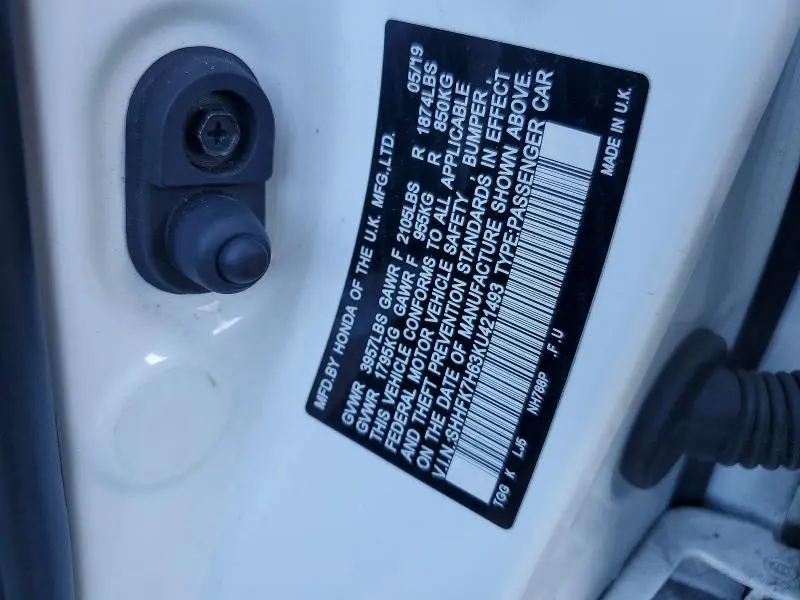 MFD.BY HONDA OF THE U.K. MFG.,LTD. 05/19
GVWR 3957LBS GAWR F 2105LBS R 1874LBS
GVWR 1795KG GAWR F 955KG R 850KG
THIS VEHICLE CONFORMS TO ALL APPLICABLE
FEDERAL MOTOR VEHICLE SAFETY , BUMPER ,
AND THEFT PREVENTION STANDARDS IN EFFECT
ON THE DATE OF MANUFACTURE SHOWN ABOVE.
V.I.N.:SHHFK7H63KU421493 TYPE:PASSENGER CAR
NH788P .F .U
TGG K LJ5 MADE IN U.K.